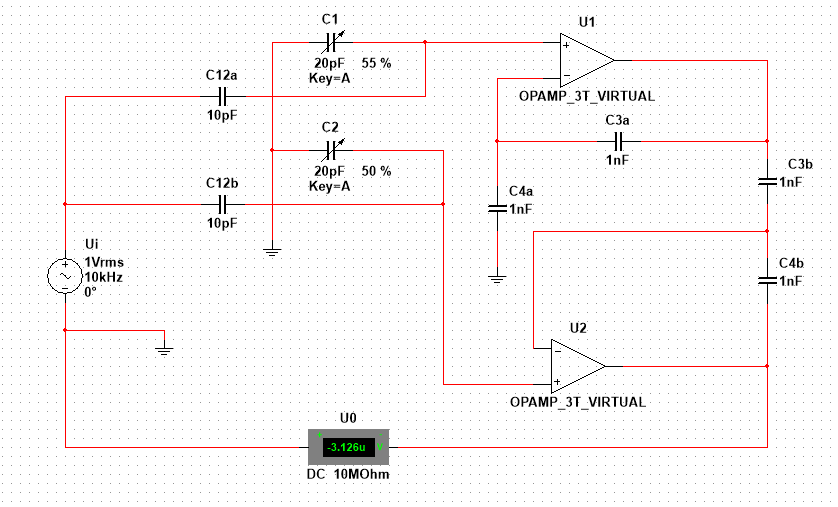 C1
20pF 55 %
Key=A
U1
+
−
OPAMP_3T_VIRTUAL
C12a
10pF
C3a
1nF
C2
20pF 50 %
Key=A
C3b
1nF
C12b
10pF
C4a
1nF
Ui
+
−
1Vrms
10kHz
0°
C4b
1nF
U2
−
+
OPAMP_3T_VIRTUAL
U0
+
-3.126u V
DC 10MOhm